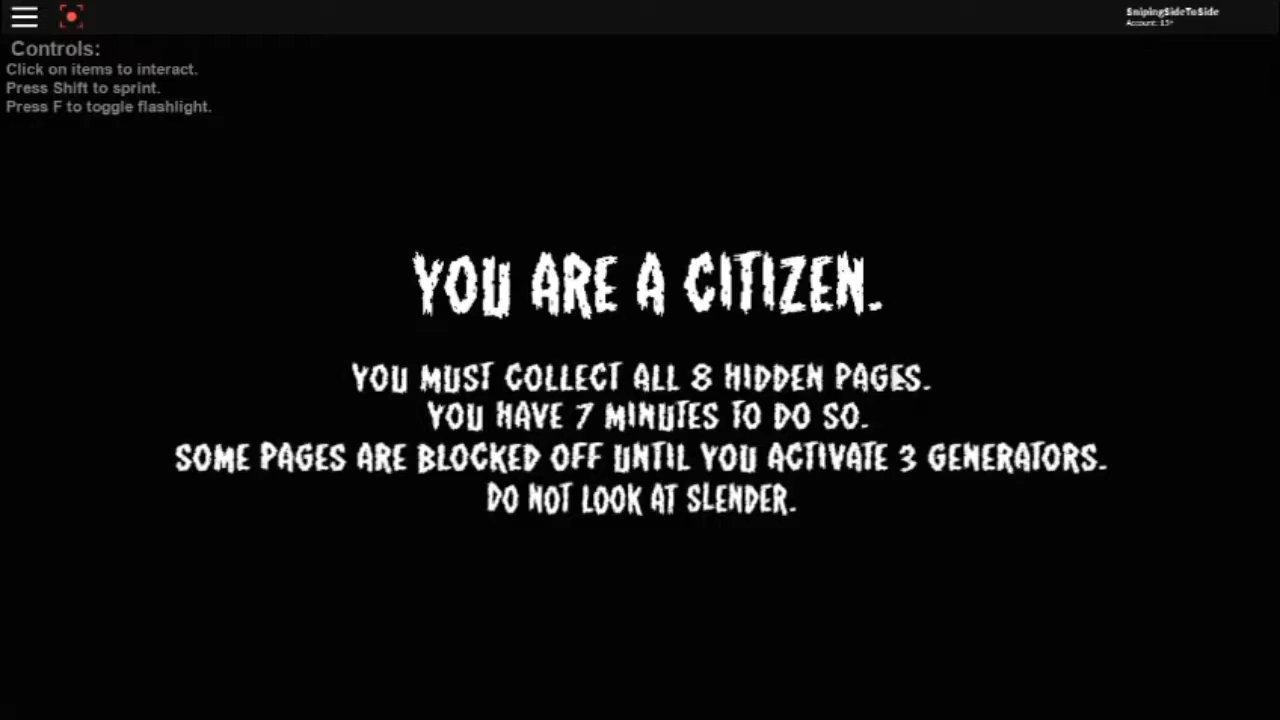 SnipingSideToSide
Account: 13+
Controls:
Click on items to interact.
Press Shift to sprint.
Press F to toggle flashlight.
YOU ARE A CITIZEN.
YOU MUST COLLECT ALL 8 HIDDEN PAGES.
YOU HAVE 7 MINUTES TO DO SO.
SOME PAGES ARE BLOCKED OFF UNTIL YOU ACTIVATE 3 GENERATORS.
DO NOT LOOK AT SLENDER.